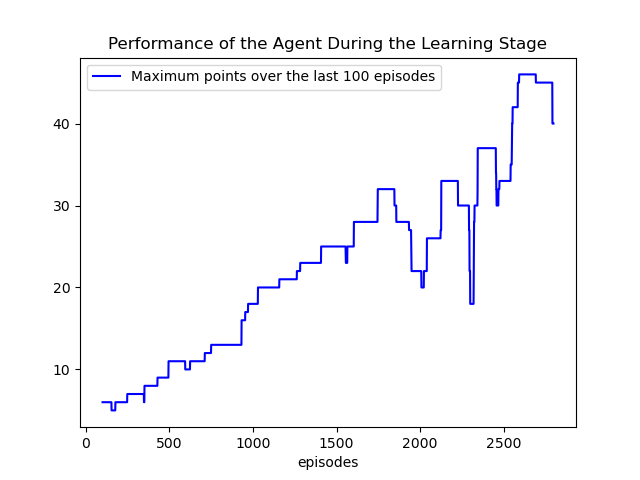 Performance of the Agent During the Learning Stage
Maximum points over the last 100 episodes
40
30
20
10
0 500 1000 1500 2000 2500
episodes